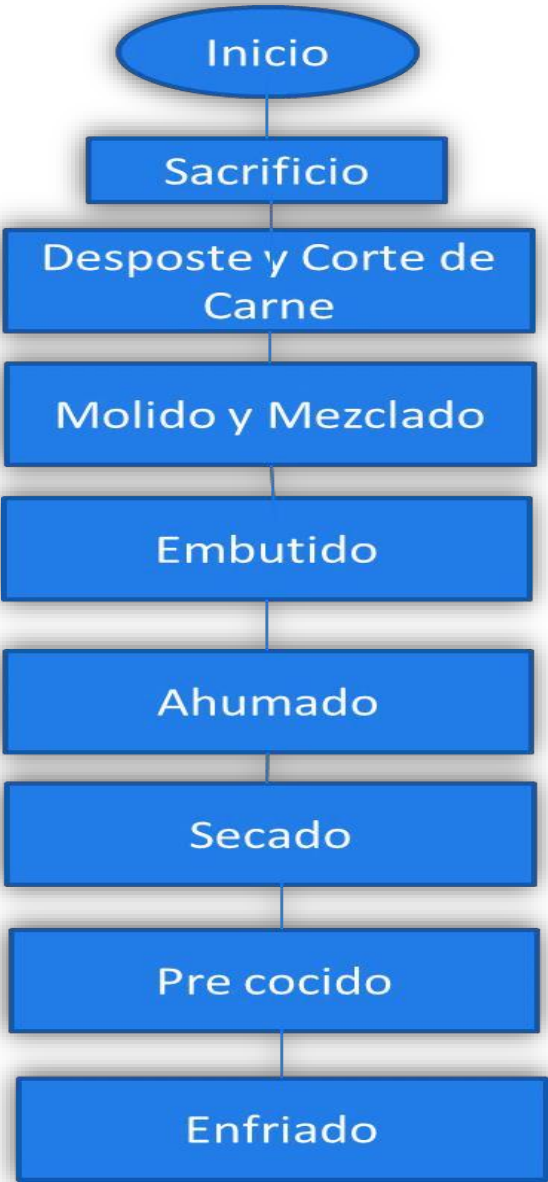 Inicio
Sacrificio
Desposte y Corte de
Carne
Molido y Mezclado
Embutido
Ahumado
Secado
Pre cocido
Enfriado